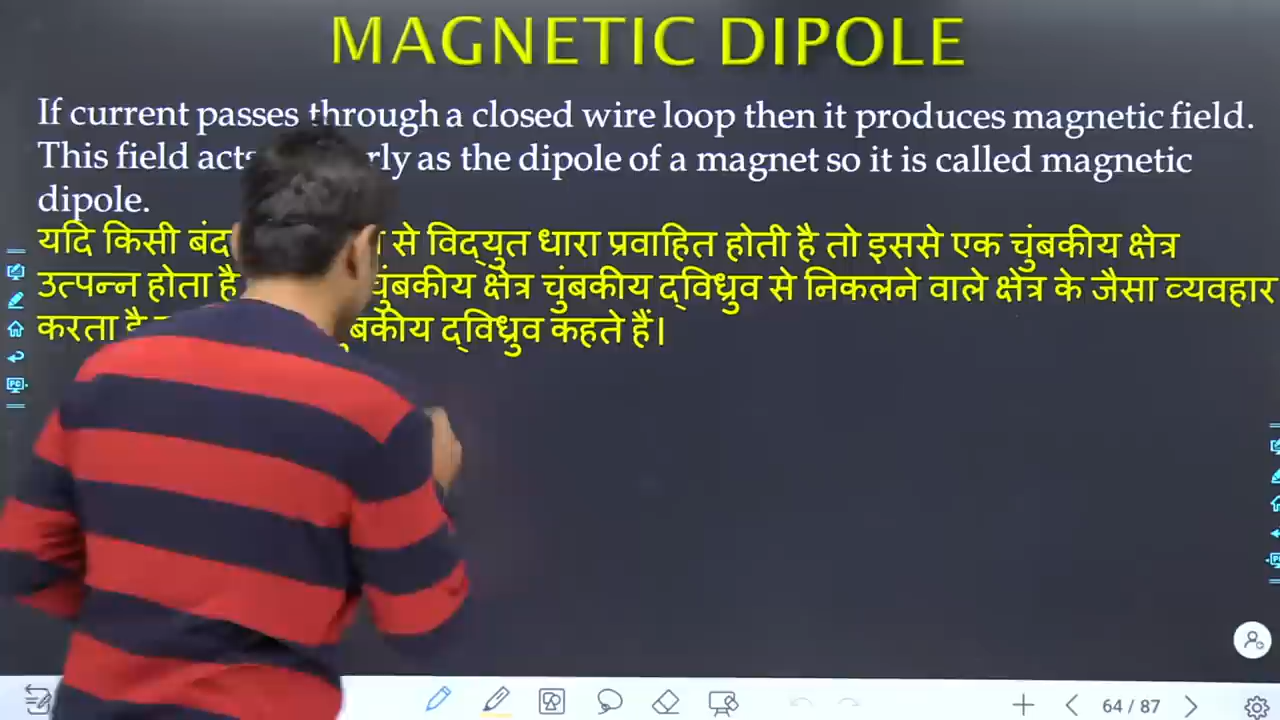 MAGNETIC DIPOLE
If current passes through a closed wire loop then it produces magnetic field.
This field acts as the dipole of a magnet so it is called magnetic
dipole.
यदि किसी से विद्युत धारा प्रवाहित होती है तो इससे एक चुंबकीय क्षेत्र
उत्पन्न होता है चुंबकीय क्षेत्र चुंबकीय द्विध्रुव से निकलने वाले क्षेत्र के जैसा व्यवहार
करता चुंबकीय द्विध्रुव कहते हैं।
PC
PC
64 / 87